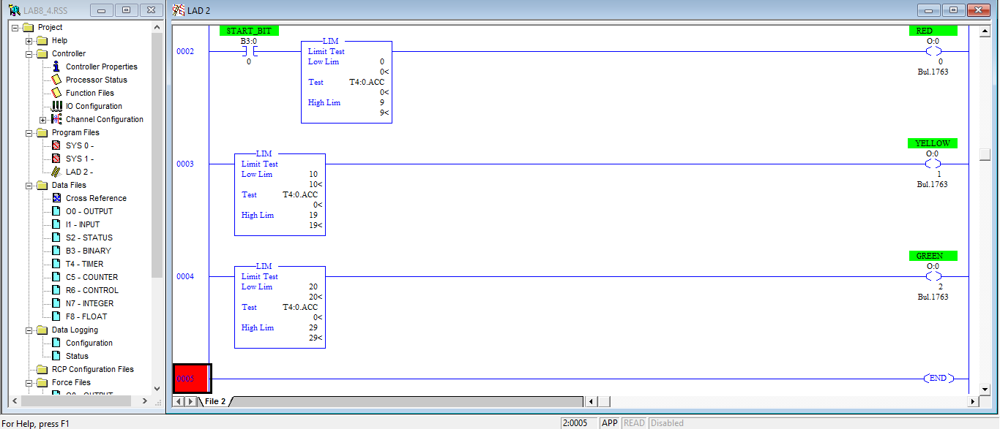 LAB8_4.RSS
Project
Help
Controller
Controller Properties
Processor Status
Function Files
IO Configuration
Channel Configuration
Program Files
SYS 0 -
SYS 1 -
LAD 2 -
Data Files
Cross Reference
O0 - OUTPUT
I1 - INPUT
S2 - STATUS
B3 - BINARY
T4 - TIMER
C5 - COUNTER
R6 - CONTROL
N7 - INTEGER
F8 - FLOAT
Data Logging
Configuration
Status
RCP Configuration Files
Force Files
O0 - OUTPUT
LAD 2
START_BIT
B3:0
0
0002
LIM
Limit Test
Low Lim 0
0<
Test T4:0.ACC
0<
High Lim 9
9<
RED
O:0
0
Bul.1763
0003
LIM
Limit Test
Low Lim 10
10<
Test T4:0.ACC
0<
High Lim 19
19<
YELLOW
O:0
1
Bul.1763
0004
LIM
Limit Test
Low Lim 20
20<
Test T4:0.ACC
0<
High Lim 29
29<
GREEN
O:0
2
Bul.1763
0005
END
File 2
For Help, press F1
2:0005 APP READ Disabled